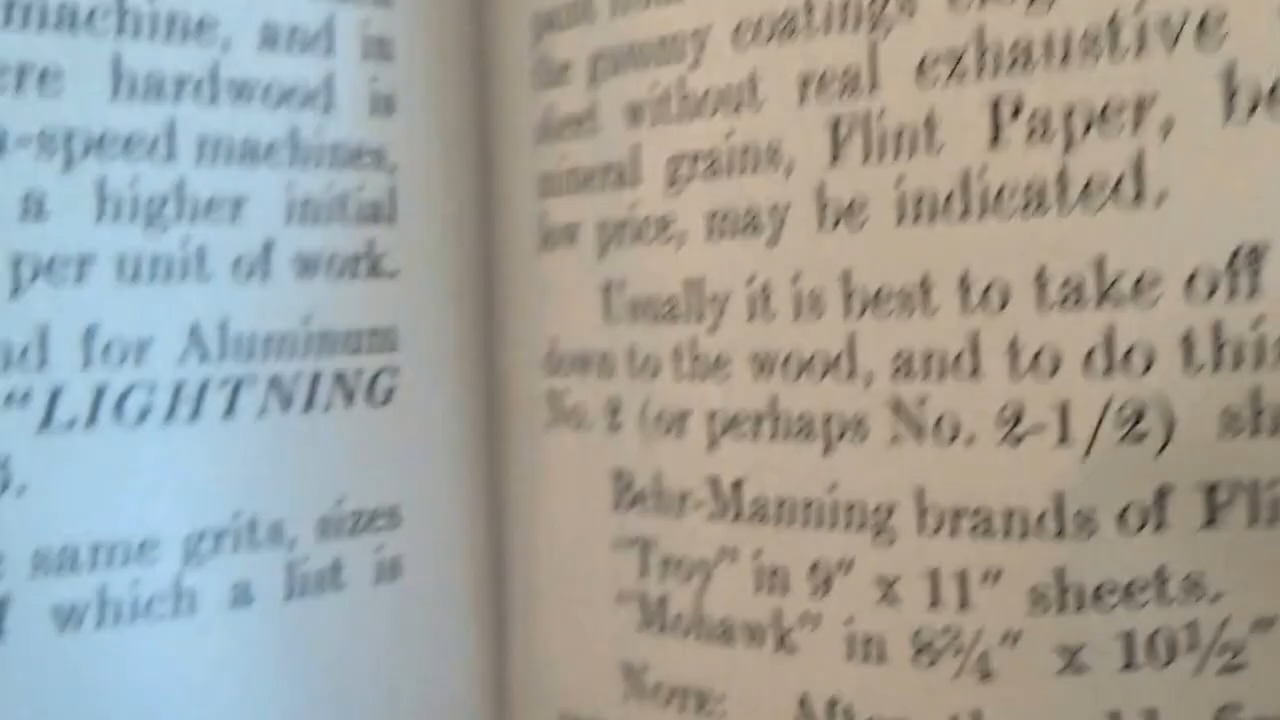 machine, and in
hardwood is
-speed machines,
a higher initial
per unit of work.
for Aluminum
"LIGHTNING
same grits, sizes
which a list is
the gummy coatings
without real exhaustive
mineral grains, Flint Paper, be
low price, may be indicated.
Usually it is best to take off
down to the wood, and to do this
No. 2 (or perhaps No. 2-1/2) sh
Behr-Manning brands of Fli
"Troy" in 9" x 11" sheets.
"Mohawk" in 8¾" x 10½"
Note: